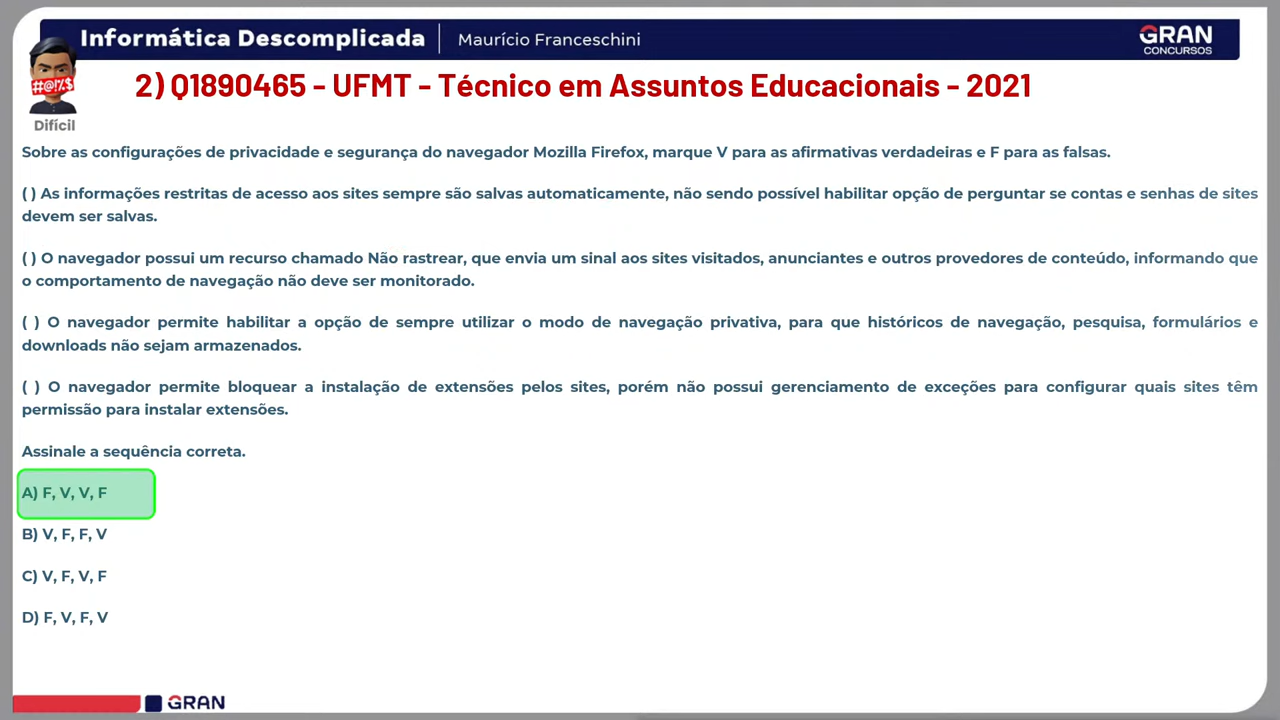 Informática Descomplicada Maurício Franceschini GRAN CONCURSOS
#@!%$
Difícil
2) Q1890465 - UFMT - Técnico em Assuntos Educacionais - 2021
Sobre as configurações de privacidade e segurança do navegador Mozilla Firefox, marque V para as afirmativas verdadeiras e F para as falsas.
( ) As informações restritas de acesso aos sites sempre são salvas automaticamente, não sendo possível habilitar opção de perguntar se contas e senhas de sites
devem ser salvas.
( ) O navegador possui um recurso chamado Não rastrear, que envia um sinal aos sites visitados, anunciantes e outros provedores de conteúdo, informando que
o comportamento de navegação não deve ser monitorado.
( ) O navegador permite habilitar a opção de sempre utilizar o modo de navegação privativa, para que históricos de navegação, pesquisa, formulários e
downloads não sejam armazenados.
( ) O navegador permite bloquear a instalação de extensões pelos sites, porém não possui gerenciamento de exceções para configurar quais sites têm
permissão para instalar extensões.
Assinale a sequência correta.
A) F, V, V, F
B) V, F, F, V
C) V, F, V, F
D) F, V, F, V
GRAN